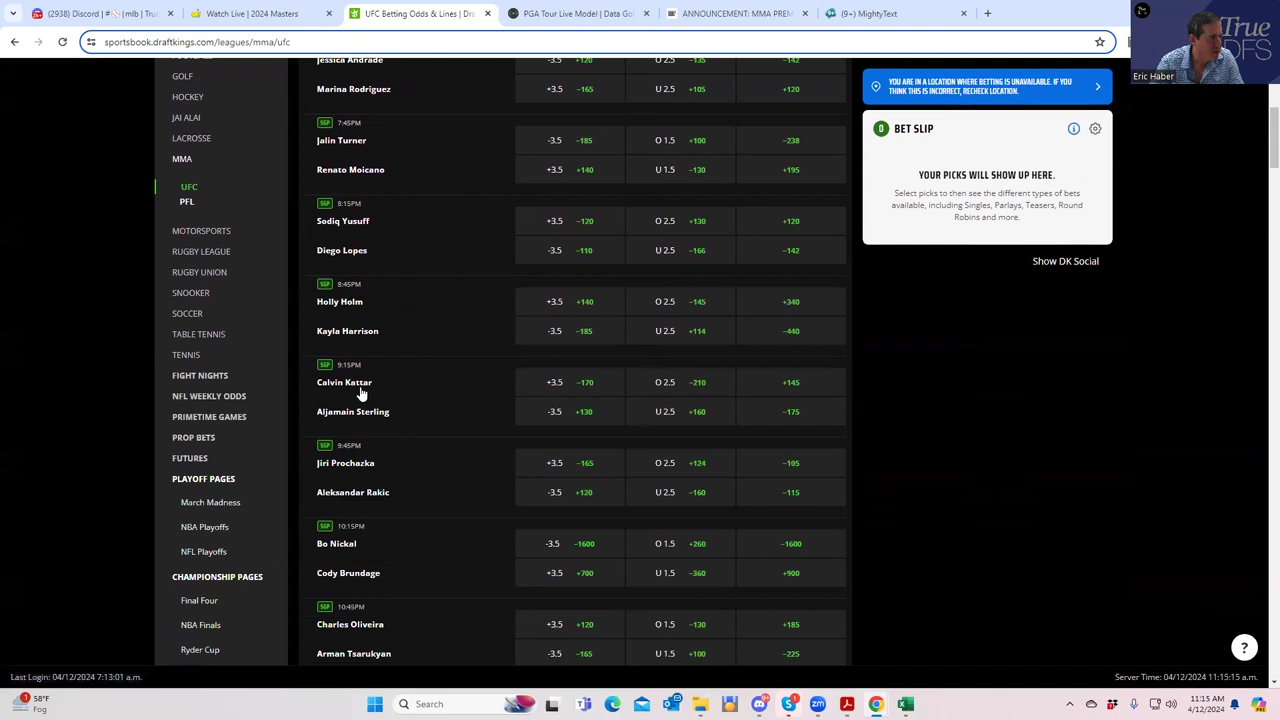 (2938) Discord | #⚾ |mlb | True
Watch Live | 2024 Masters
UFC Betting Odds & Lines | Dra
PGA Tour Live Model | Data Gol
ANNOUNCEMENT: MMA PREM
(9+) MightyText
sportsbook.draftkings.com/leagues/mma/ufc
True
DFS
Eric Haber
GOLF
HOCKEY
JAI ALAI
LACROSSE
MMA
UFC
PFL
MOTORSPORTS
RUGBY LEAGUE
RUGBY UNION
SNOOKER
SOCCER
TABLE TENNIS
TENNIS
FIGHT NIGHTS
NFL WEEKLY ODDS
PRIMETIME GAMES
PROP BETS
FUTURES
PLAYOFF PAGES
March Madness
NBA Playoffs
NFL Playoffs
CHAMPIONSHIP PAGES
Final Four
NBA Finals
Ryder Cup
Jessica Andrade -3.5 +120 O 2.5 −135 −142
Marina Rodriguez +3.5 −165 U 2.5 +105 +120
SGP 7:45PM
Jalin Turner -3.5 −185 O 1.5 +100 −238
Renato Moicano +3.5 +140 U 1.5 −130 +195
SGP 8:15PM
Sodiq Yusuff +3.5 −120 O 2.5 +130 +120
Diego Lopes -3.5 −110 U 2.5 −166 −142
SGP 8:45PM
Holly Holm +3.5 +140 O 2.5 −145 +340
Kayla Harrison -3.5 −185 U 2.5 +114 −440
SGP 9:15PM
Calvin Kattar +3.5 −170 O 2.5 −210 +145
Aljamain Sterling -3.5 +130 U 2.5 +160 −175
SGP 9:45PM
Jiri Prochazka +3.5 −165 O 2.5 +124 −105
Aleksandar Rakic -3.5 +120 U 2.5 −160 −115
SGP 10:15PM
Bo Nickal -3.5 −1600 O 1.5 +260 −1600
Cody Brundage +3.5 +700 U 1.5 −360 +900
SGP 10:45PM
Charles Oliveira +3.5 +120 O 1.5 −130 +185
Arman Tsarukyan -3.5 −165 U 1.5 +100 −225
YOU ARE IN A LOCATION WHERE BETTING IS UNAVAILABLE. IF YOU
THINK THIS IS INCORRECT, RECHECK LOCATION.
0 BET SLIP
YOUR PICKS WILL SHOW UP HERE.
Select picks to then see the different types of bets
available, including Singles, Parlays, Teasers, Round
Robins and more.
Show DK Social
?
Last Login: 04/12/2024 7:13:01 a.m.
Server Time: 04/12/2024 11:15:15 a.m.
1
58°F
Fog
Search
11:15 AM
4/12/2024